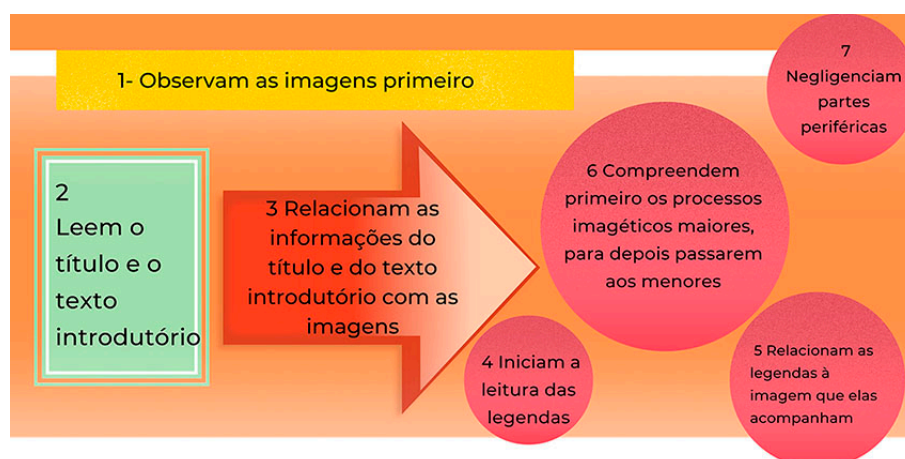 1- Observam as imagens primeiro
2
Leem o
título e o
texto
introdutório
3 Relacionam as
informações do
título e do texto
introdutório com as
imagens
4 Iniciam a
leitura das
legendas
5 Relacionam as
legendas à
imagem que elas
acompanham
6 Compreendem
primeiro os processos
imagéticos maiores,
para depois passarem
aos menores
7
Negligenciam
partes
periféricas